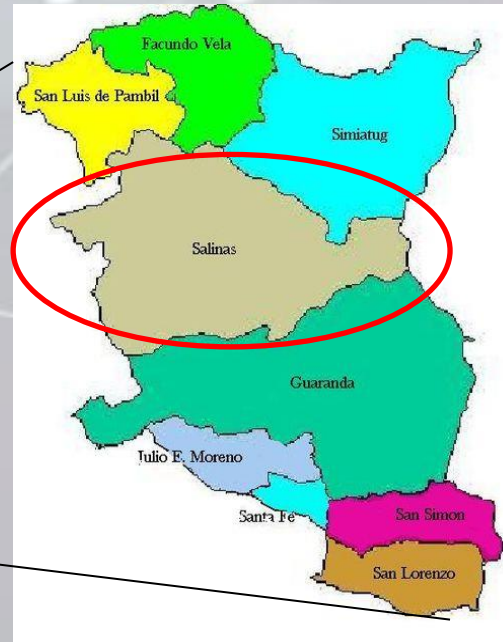 Facundo Vela
San Luis de Pambil
Simiatug
Salinas
Guaranda
Julio E. Moreno
Santa Fe
San Simon
San Lorenzo